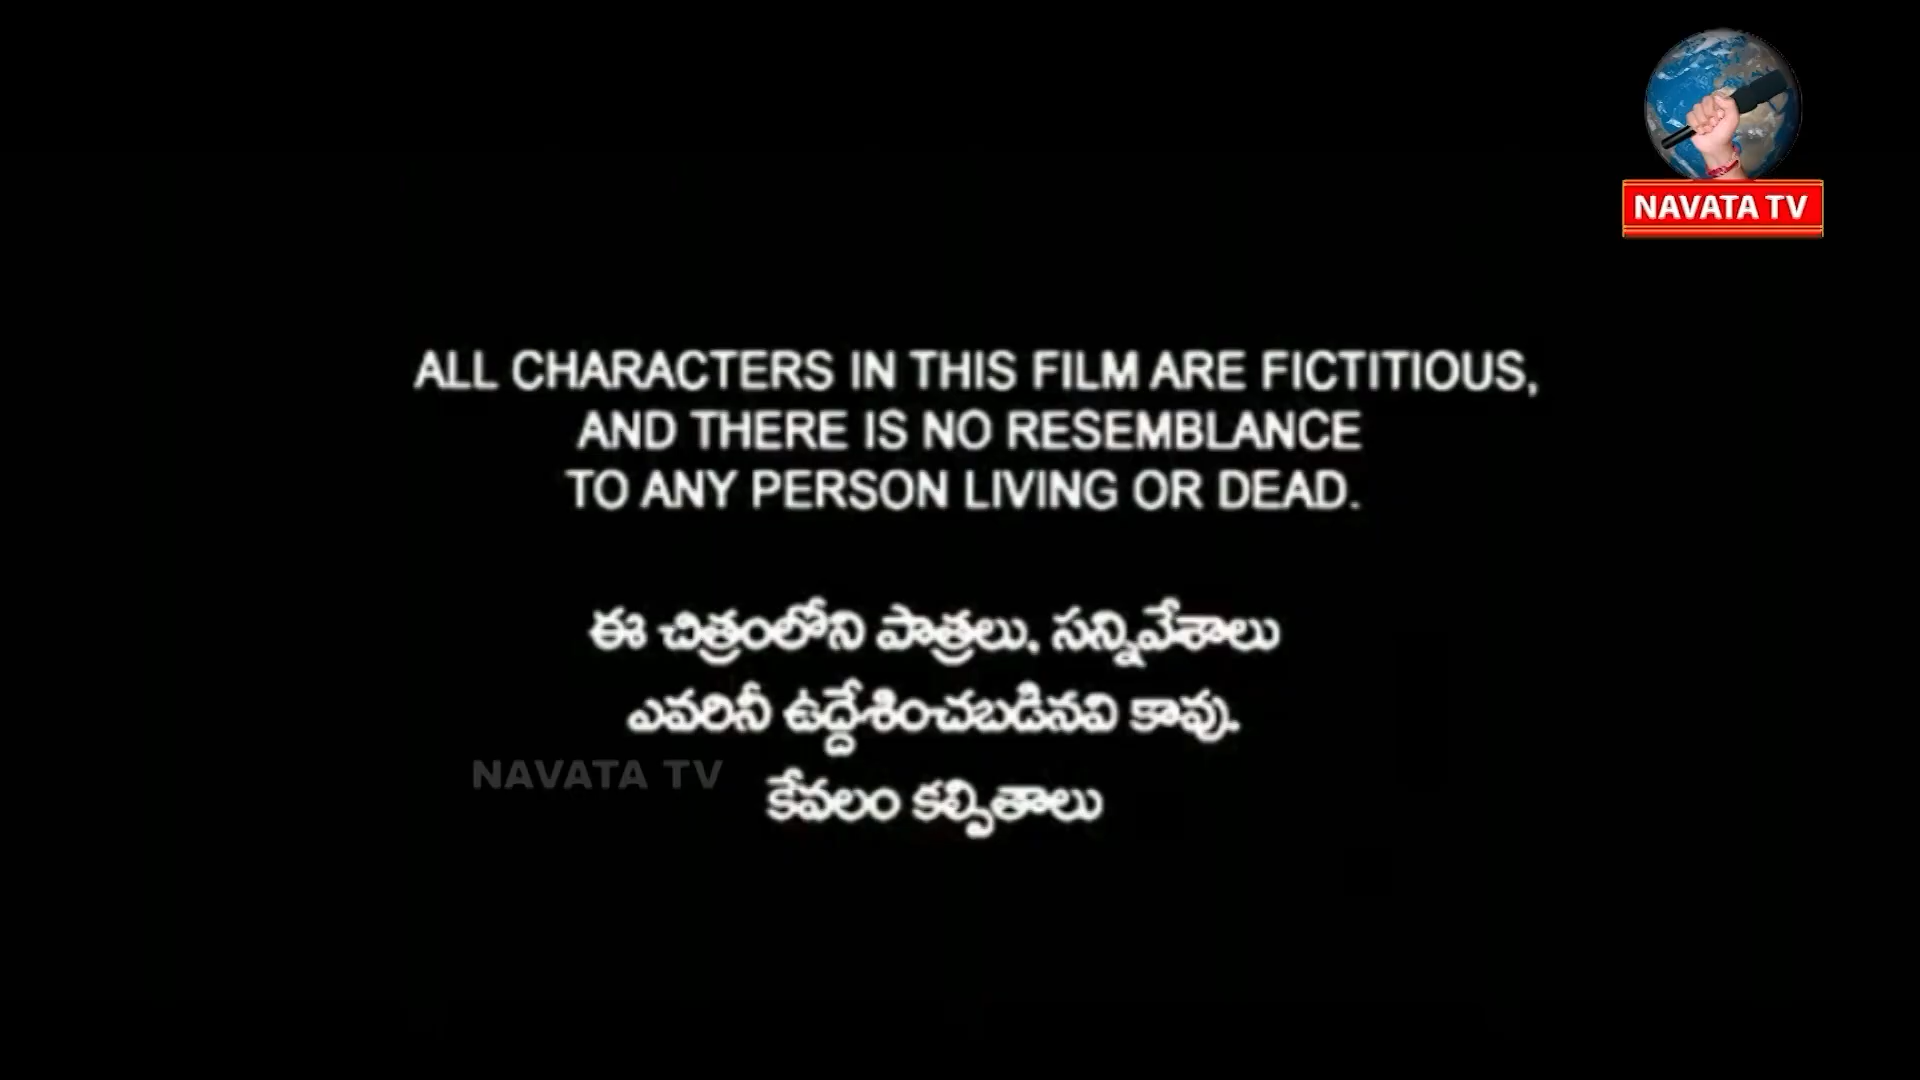 NAVATA TV
ALL CHARACTERS IN THIS FILM ARE FICTITIOUS,
AND THERE IS NO RESEMBLANCE
TO ANY PERSON LIVING OR DEAD.
ఈ చిత్రంలోని పాత్రలు, సన్నివేశాలు
ఎవరినీ ఉద్దేశించబడినవి కావు.
NAVATA TV
కేవలం కల్పితాలు